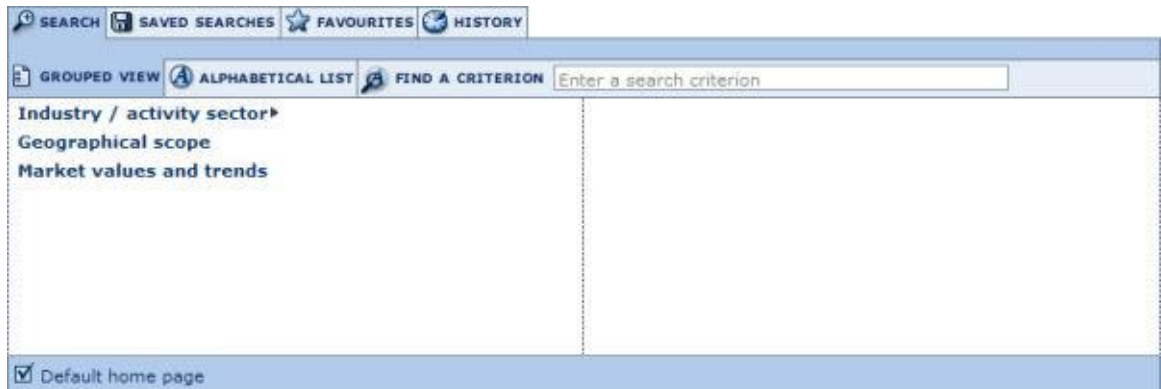 SEARCH SAVED SEARCHES FAVOURITES HISTORY
GROUPED VIEW ALPHABETICAL LIST FIND A CRITERION Enter a search criterion
Industry / activity sector
Geographical scope
Market values and trends
Default home page